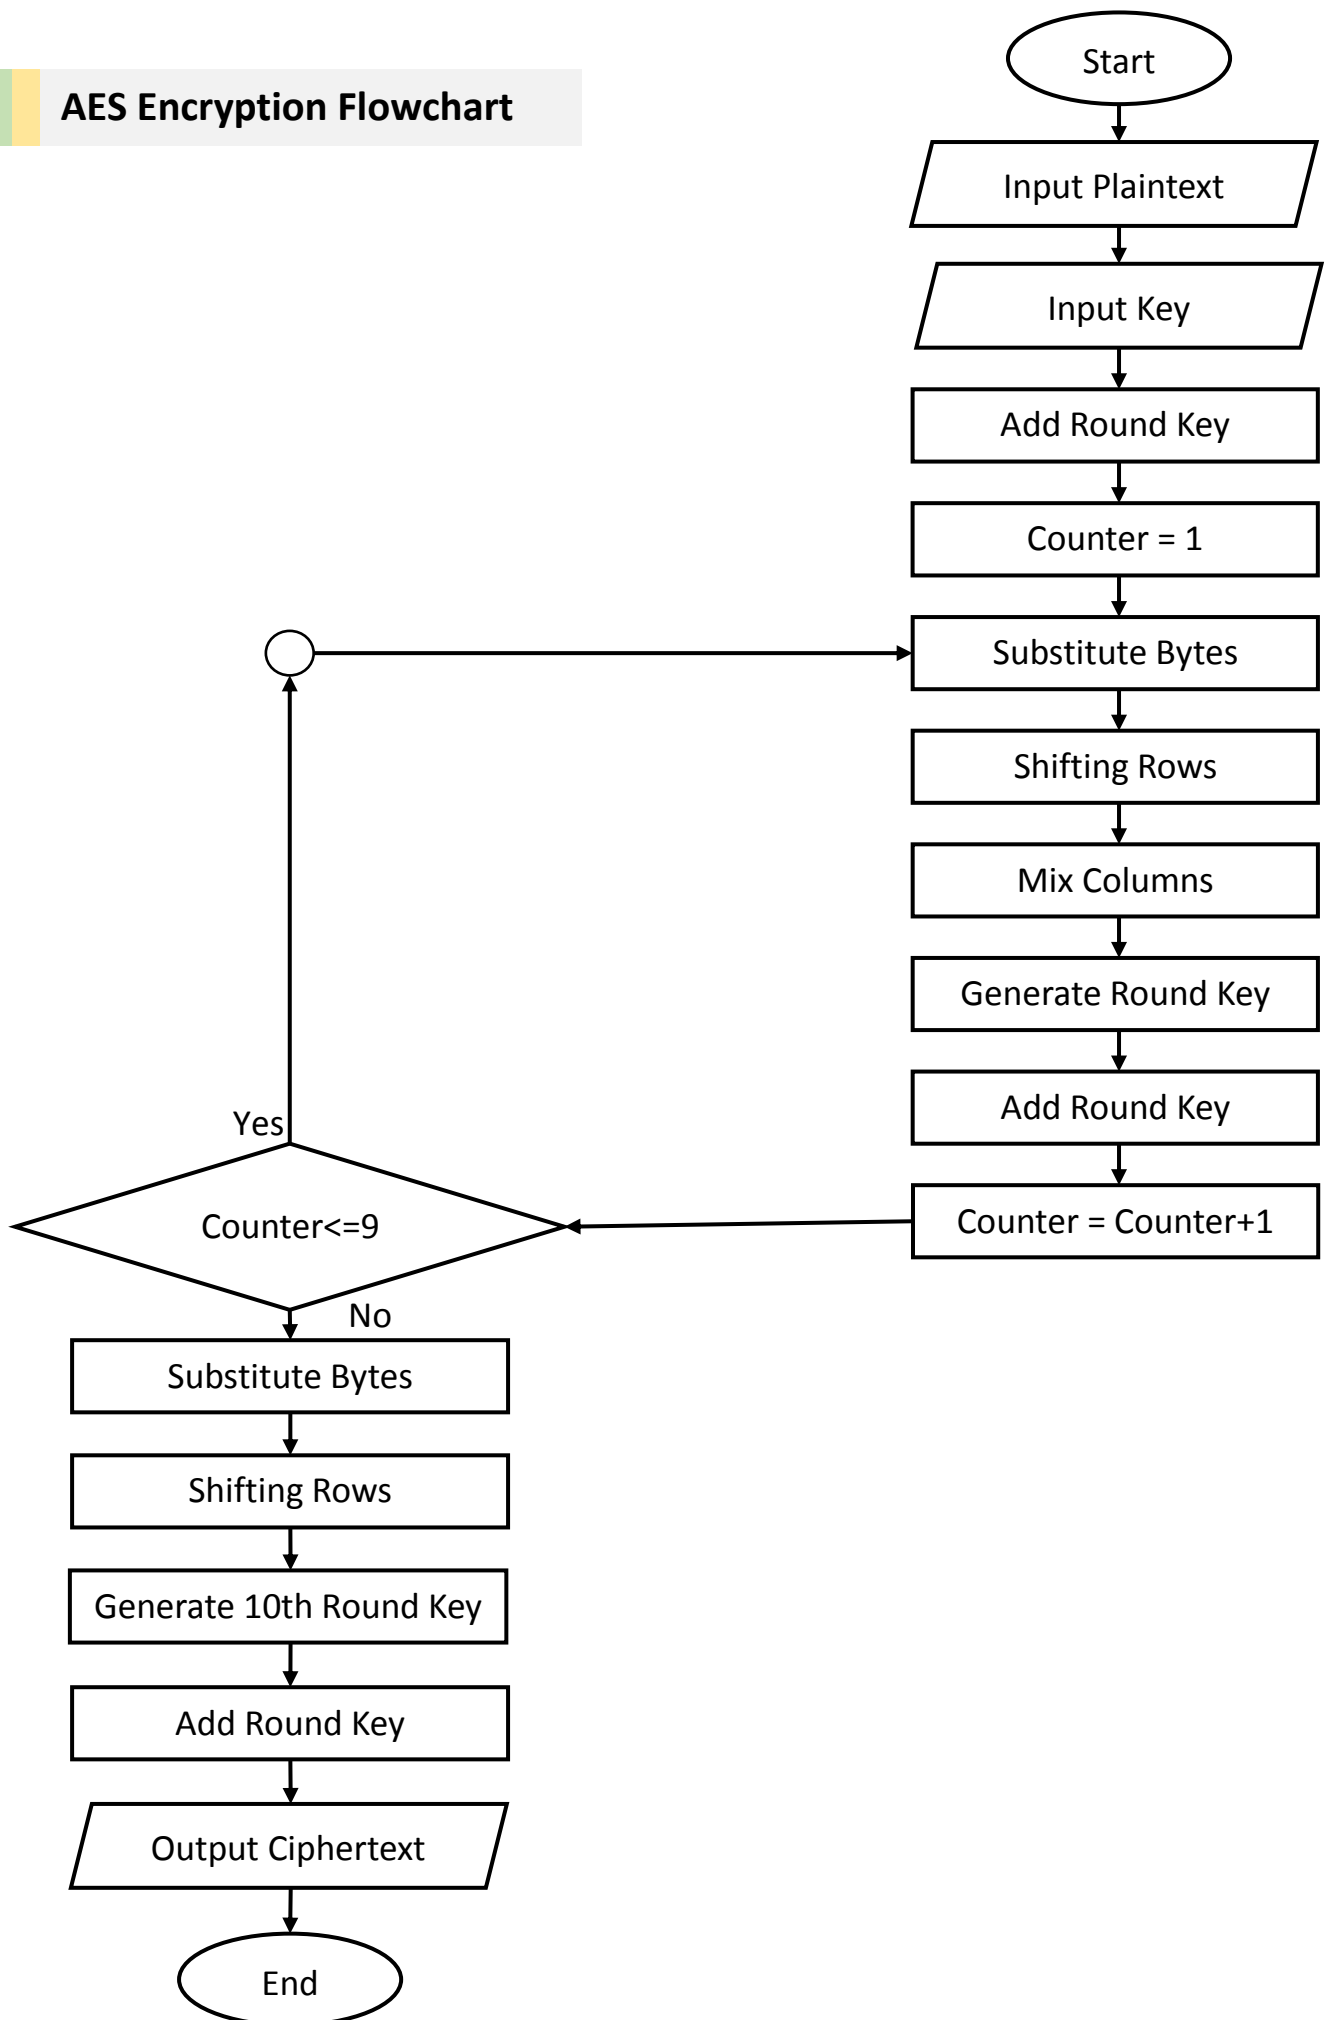 AES Encryption Flowchart
Start
Input Plaintext
Input Key
Add Round Key
Counter = 1
Substitute Bytes
Shifting Rows
Mix Columns
Generate Round Key
Add Round Key
Counter = Counter+1
Yes
Counter<=9
No
Substitute Bytes
Shifting Rows
Generate 10th Round Key
Add Round Key
Output Ciphertext
End